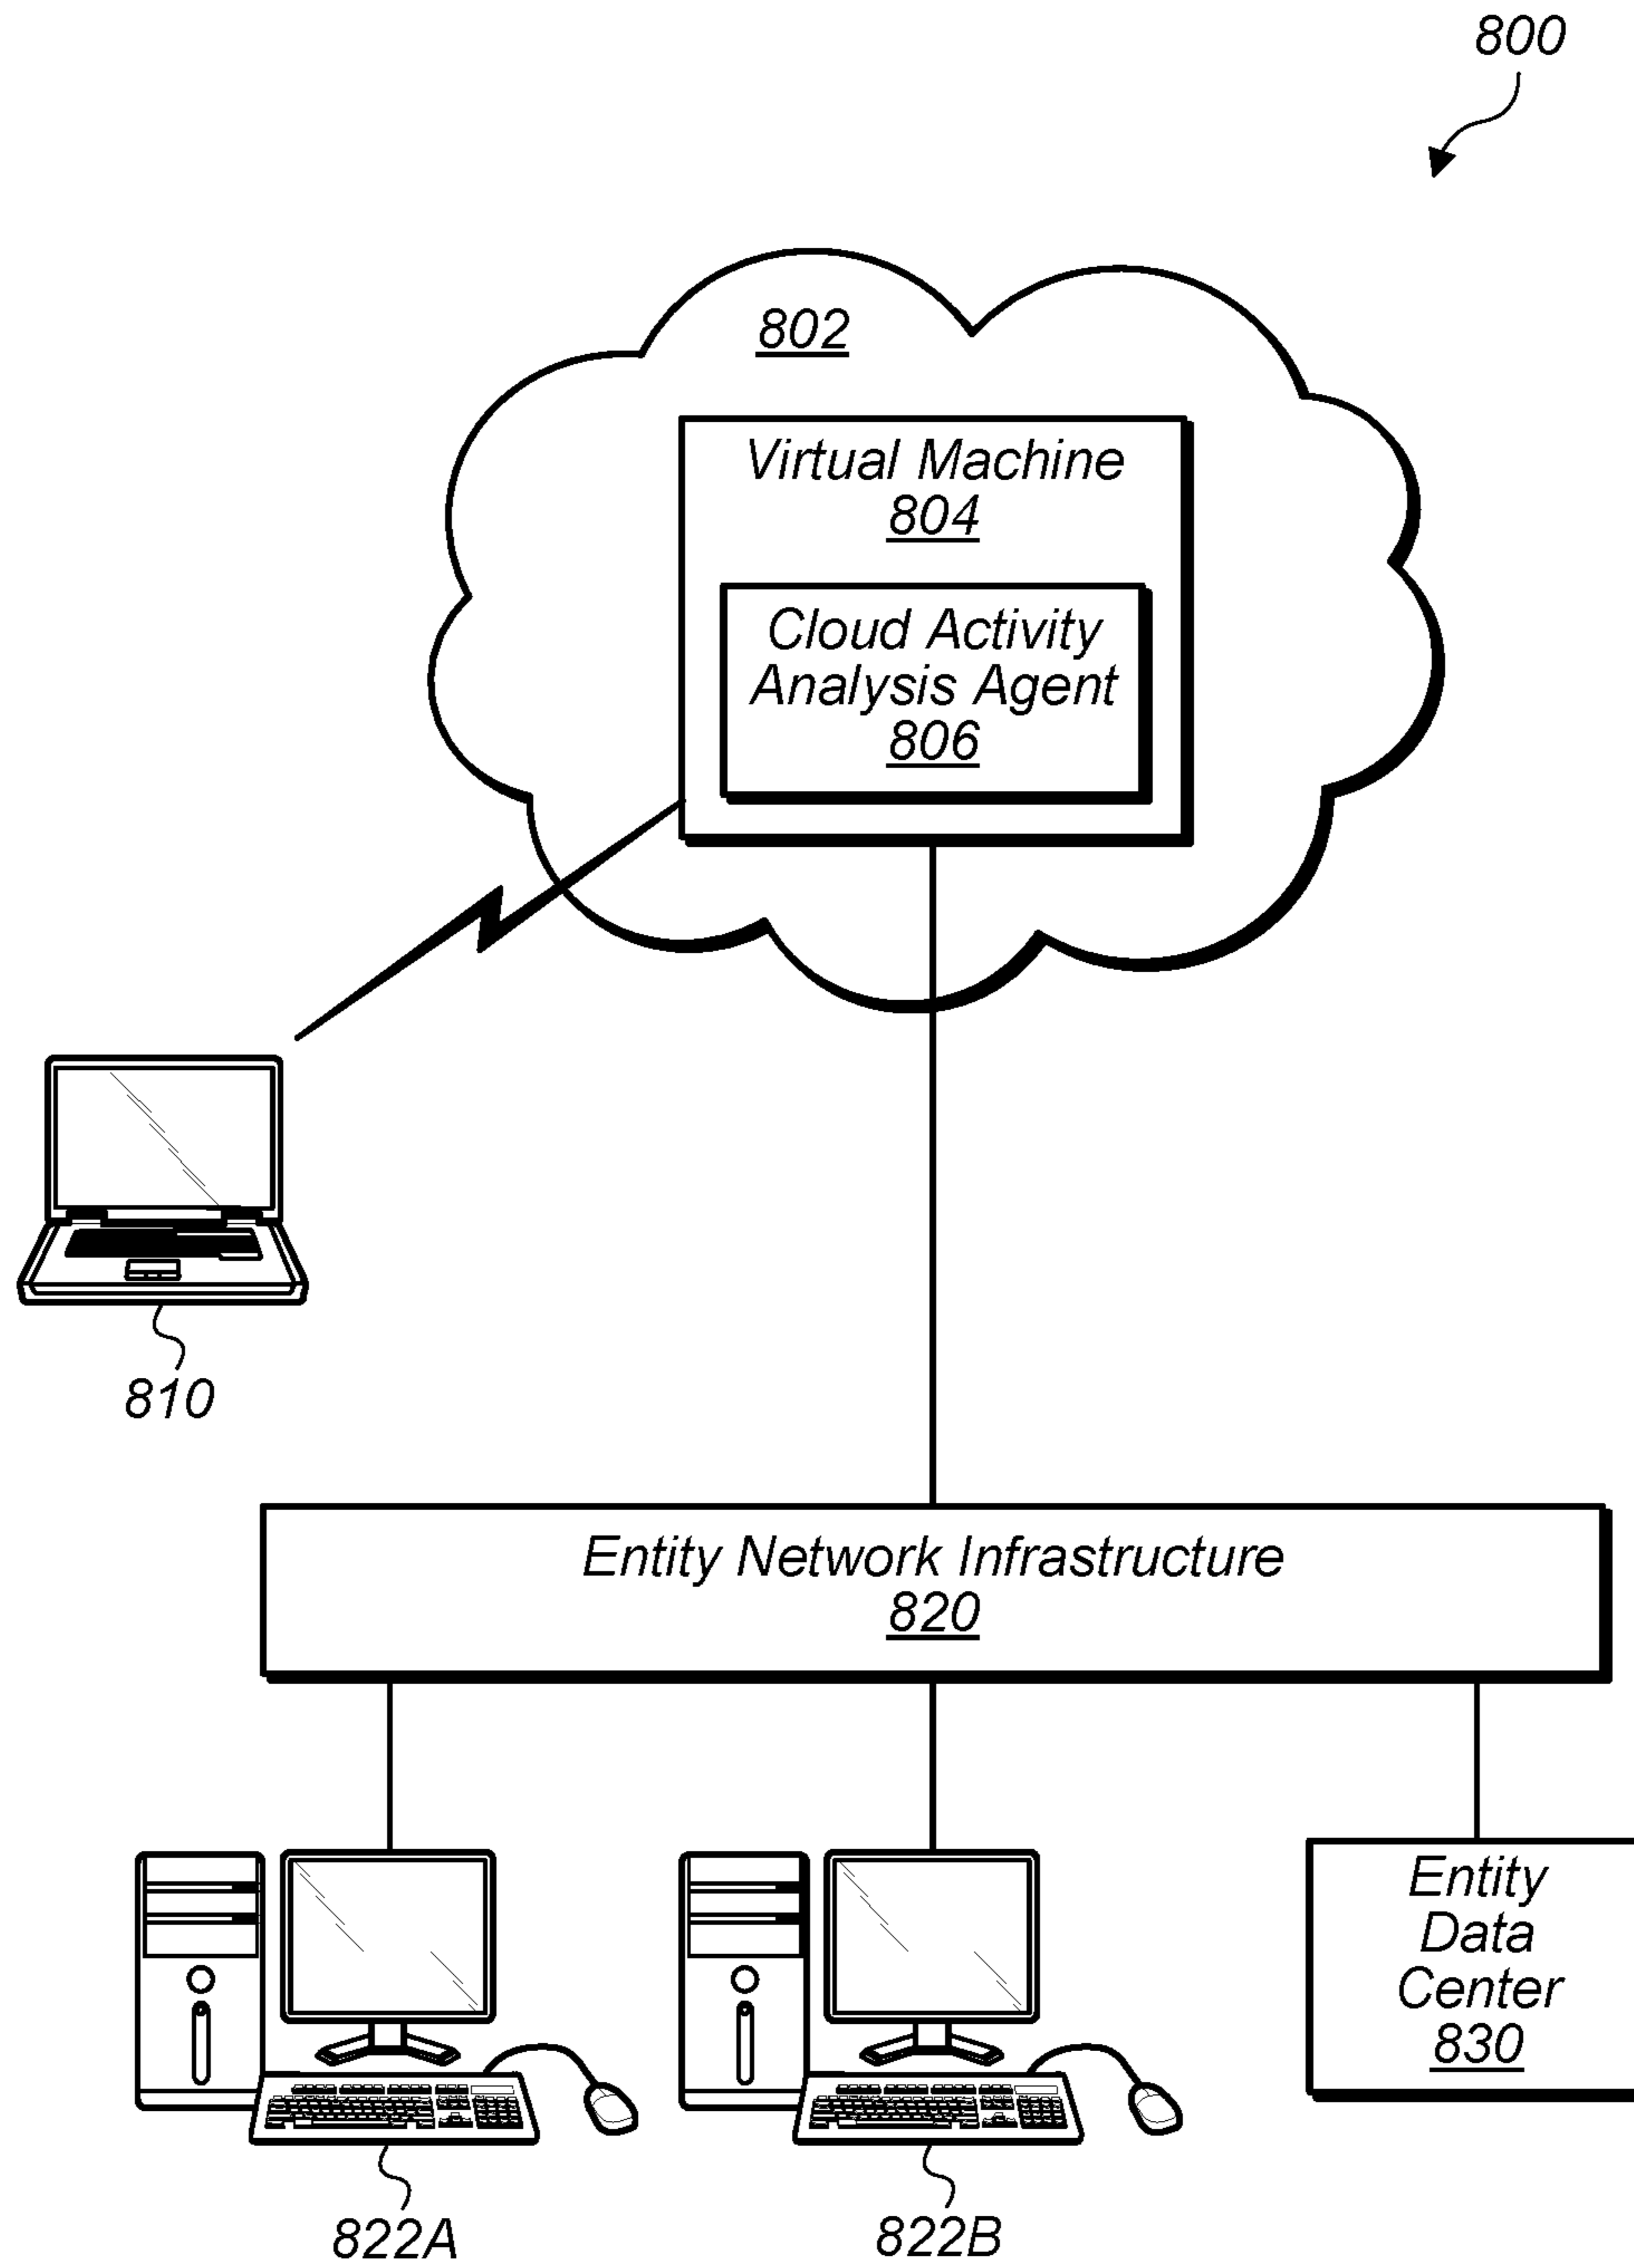 800
802
Virtual Machine
804
Cloud Activity
Analysis Agent
806
810
Entity Network Infrastructure
820
Entity
Data
Center
830
822A
822B